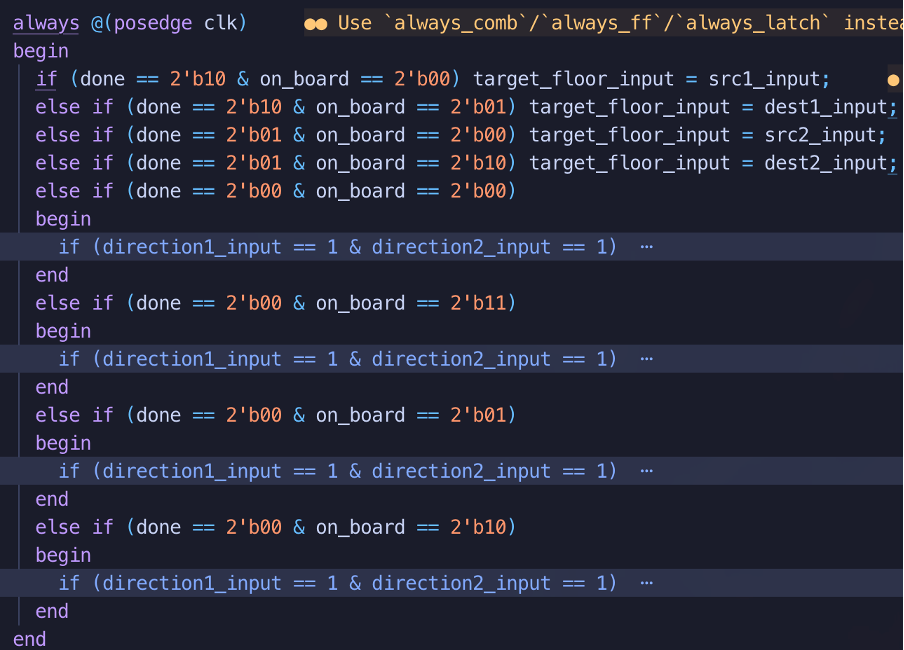 always @(posedge clk) ●● Use `always_comb`/`always_ff`/`always_latch`
begin
if (done == 2'b10 & on_board == 2'b00) target_floor_input = src1_input;
else if (done == 2'b10 & on_board == 2'b01) target_floor_input = dest1_input;
else if (done == 2'b01 & on_board == 2'b00) target_floor_input = src2_input;
else if (done == 2'b01 & on_board == 2'b10) target_floor_input = dest2_input;
else if (done == 2'b00 & on_board == 2'b00)
begin
if (direction1_input == 1 & direction2_input == 1) ⋯
end
else if (done == 2'b00 & on_board == 2'b11)
begin
if (direction1_input == 1 & direction2_input == 1) ⋯
end
else if (done == 2'b00 & on_board == 2'b01)
begin
if (direction1_input == 1 & direction2_input == 1) ⋯
end
else if (done == 2'b00 & on_board == 2'b10)
begin
if (direction1_input == 1 & direction2_input == 1) ⋯
end
end